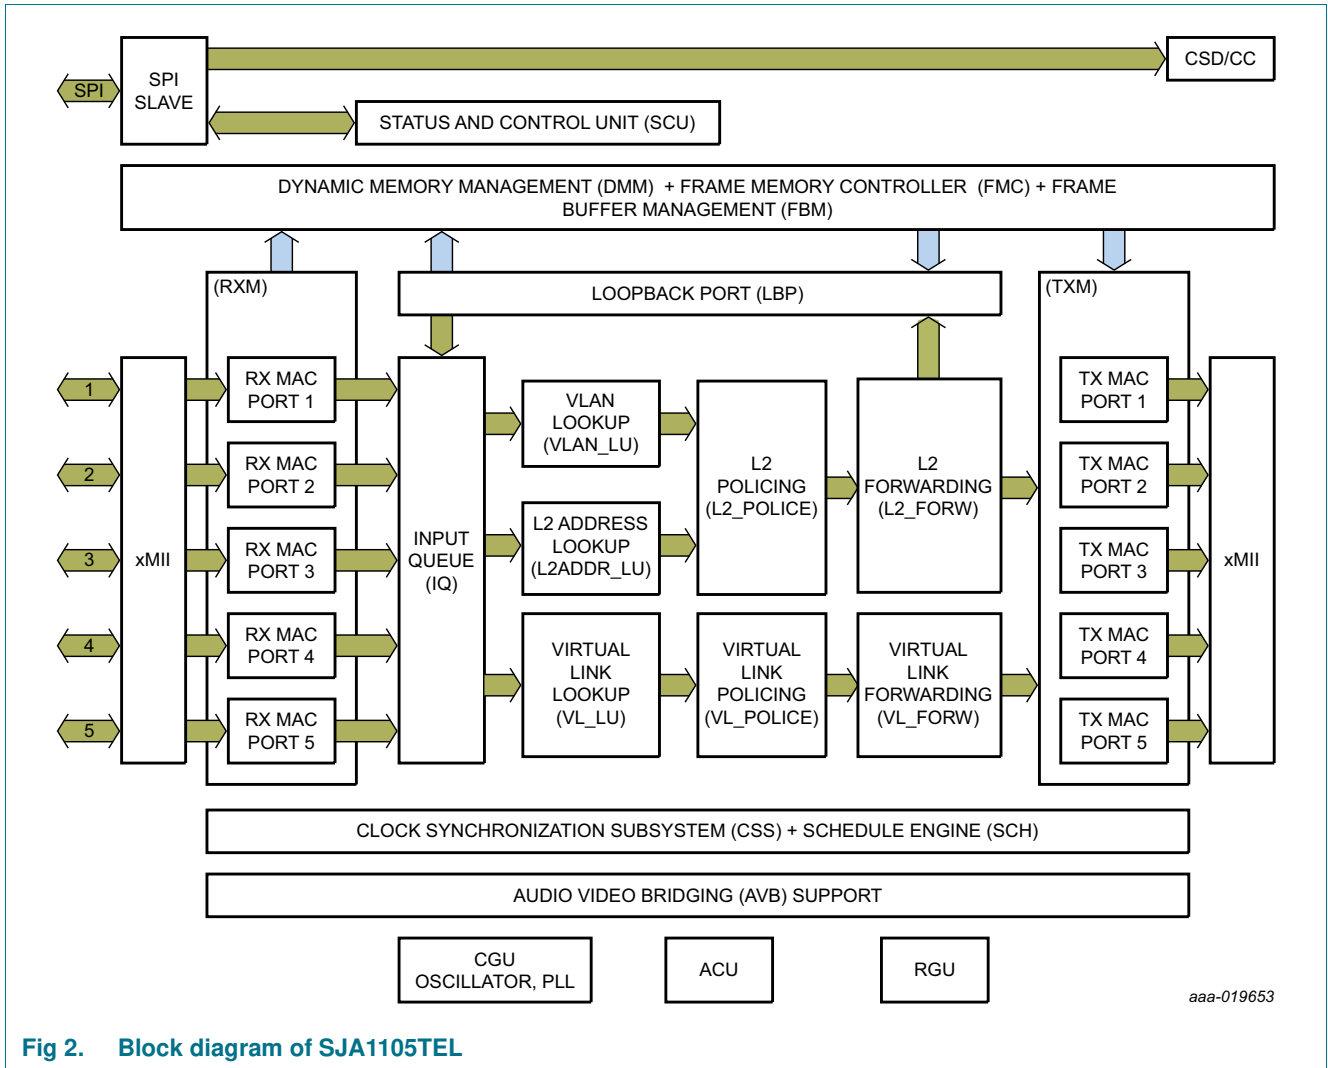 SPI
SPI
SLAVE
CSD/CC
STATUS AND CONTROL UNIT (SCU)
DYNAMIC MEMORY MANAGEMENT (DMM) + FRAME MEMORY CONTROLLER (FMC) + FRAME
BUFFER MANAGEMENT (FBM)
(RXM)
LOOPBACK PORT (LBP)
(TXM)
1
2
3
4
5
xMII
RX MAC
PORT 1
RX MAC
PORT 2
RX MAC
PORT 3
RX MAC
PORT 4
RX MAC
PORT 5
INPUT
QUEUE
(IQ)
VLAN
LOOKUP
(VLAN_LU)
L2 ADDRESS
LOOKUP
(L2ADDR_LU)
VIRTUAL
LINK
LOOKUP
(VL_LU)
L2
POLICING
(L2_POLICE)
VIRTUAL
LINK
POLICING
(VL_POLICE)
L2
FORWARDING
(L2_FORW)
VIRTUAL
LINK
FORWARDING
(VL_FORW)
TX MAC
PORT 1
TX MAC
PORT 2
TX MAC
PORT 3
TX MAC
PORT 4
TX MAC
PORT 5
xMII
CLOCK SYNCHRONIZATION SUBSYSTEM (CSS) + SCHEDULE ENGINE (SCH)
AUDIO VIDEO BRIDGING (AVB) SUPPORT
CGU
OSCILLATOR, PLL
ACU
RGU
aaa-019653
Fig 2. Block diagram of SJA1105TEL